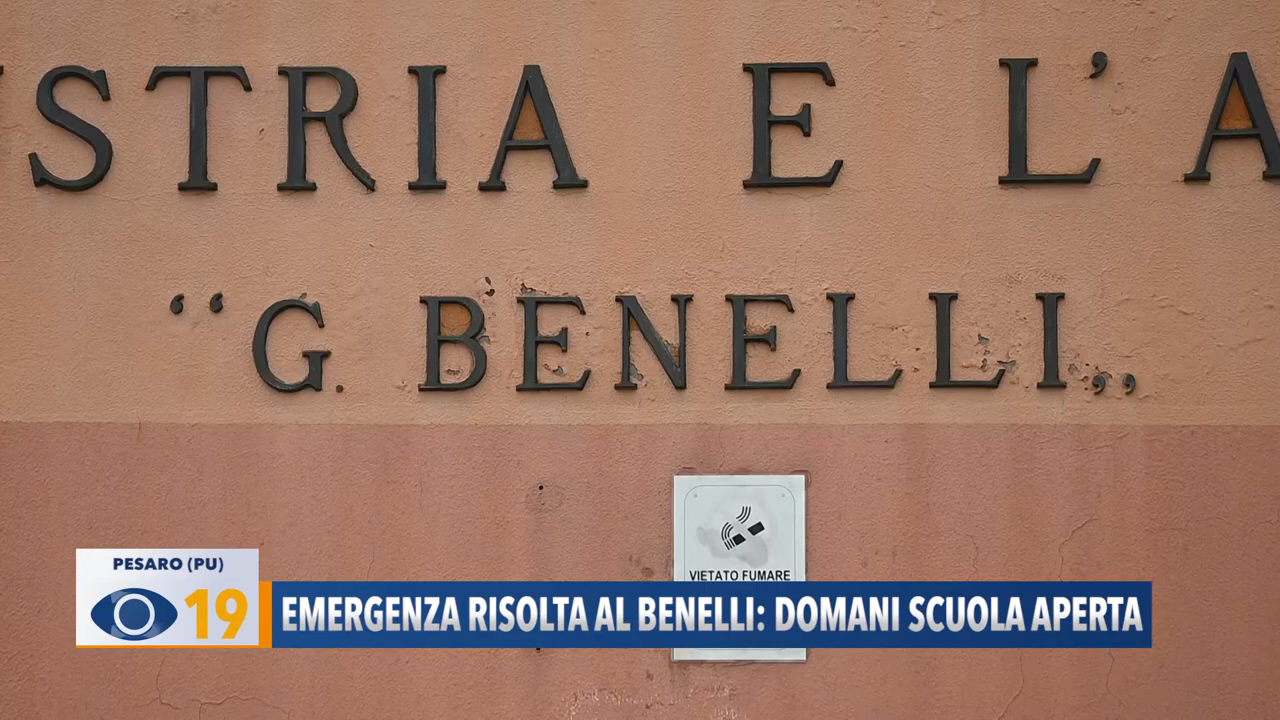 STRIA E L'A
“G. BENELLI„
VIETATO FUMARE
PESARO (PU)
19
EMERGENZA RISOLTA AL BENELLI: DOMANI SCUOLA APERTA